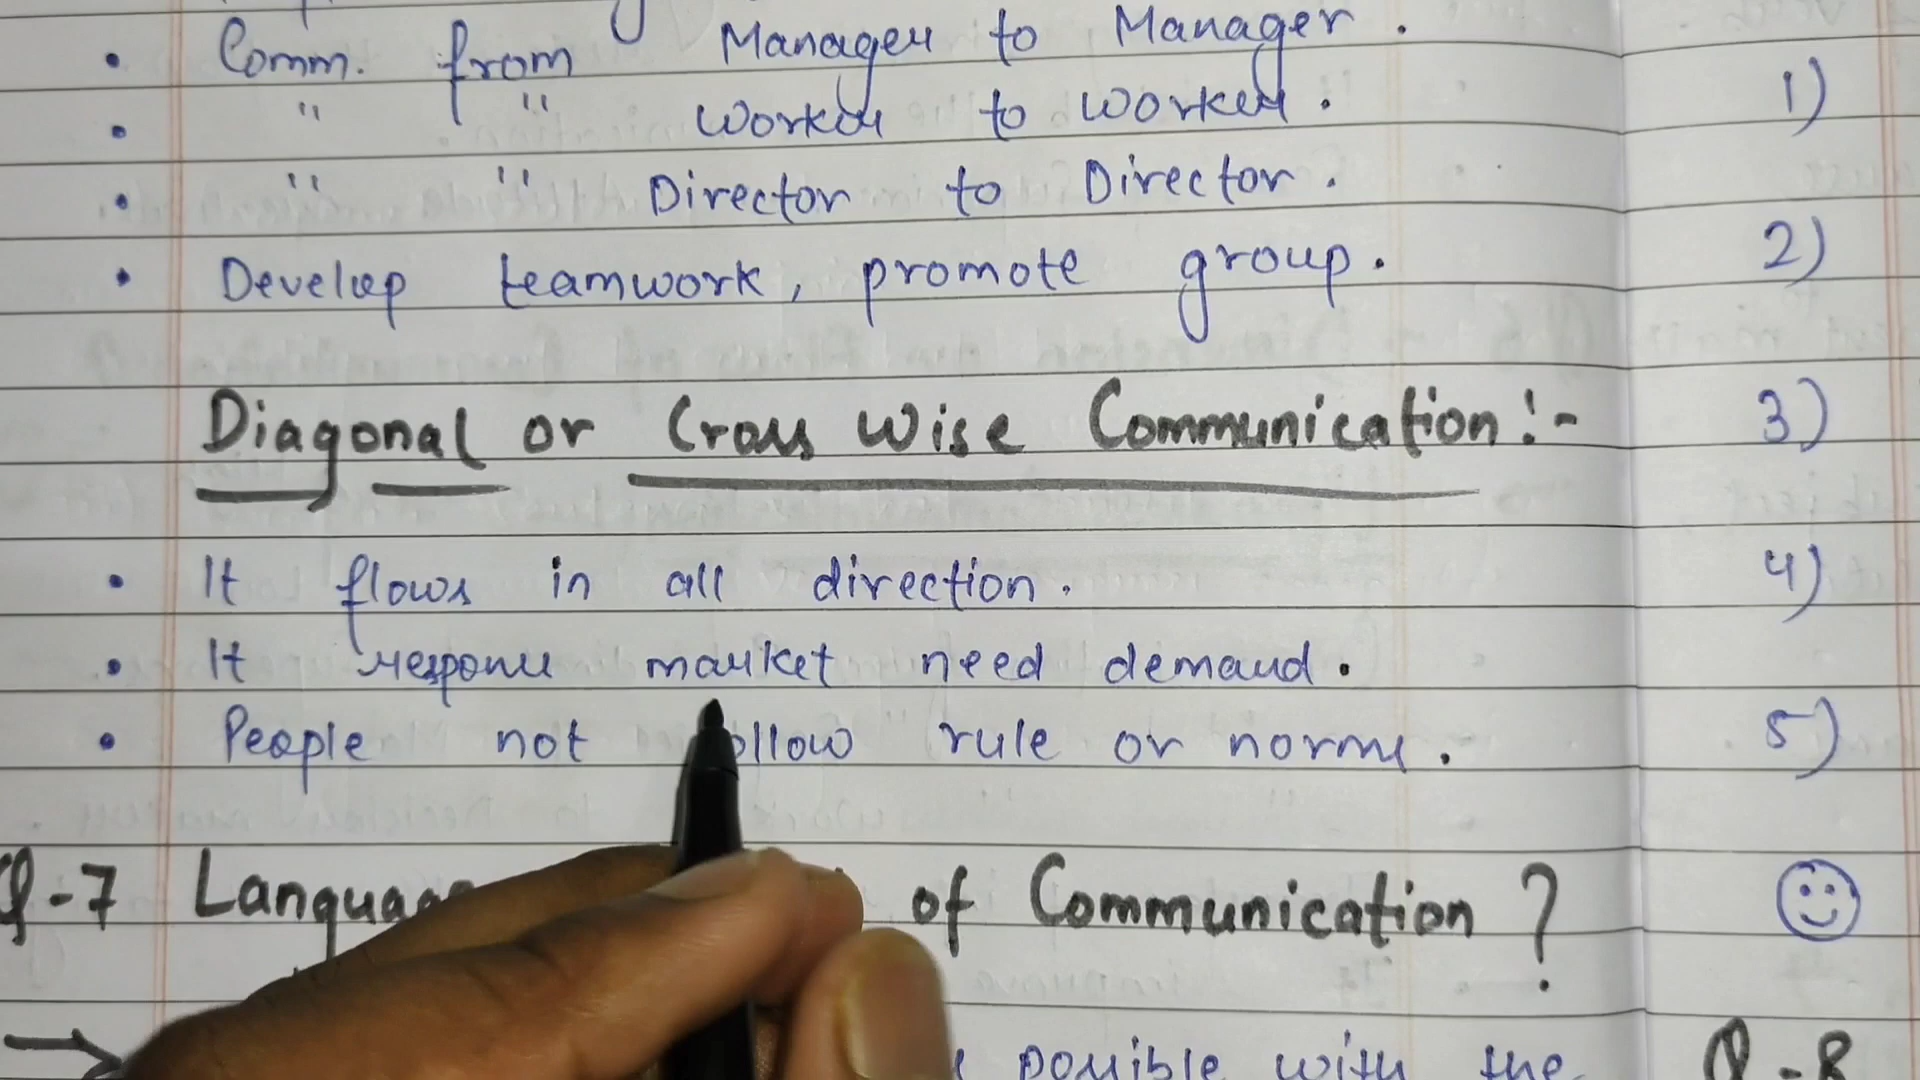 • Comm. from Manager to Manager.
• " " Worker to worker.
• " " Director to Director.
• Develop teamwork, promote group.
Diagonal or Cross Wise Communication :-
• It flows in all direction.
• It response market need demand.
• People not follow rule or norms.
Q-7 Language of Communication ?
→ possible with the
1)
2)
3)
4)
5)
Q-8